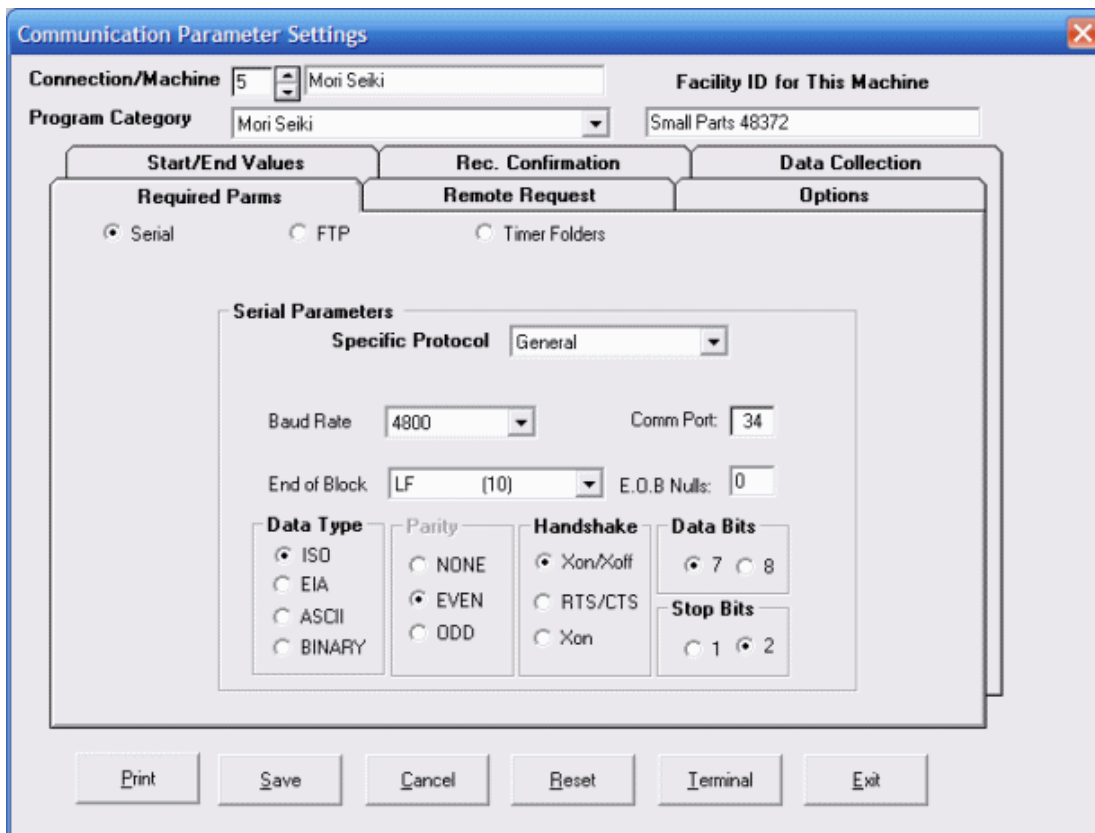 Communication Parameter Settings
Connection/Machine 5 Mori Seiki Facility ID for This Machine
Program Category Mori Seiki Small Parts 48372
Start/End Values Rec. Confirmation Data Collection
Required Parms Remote Request Options
Serial FTP Timer Folders
Serial Parameters
Specific Protocol General
Baud Rate 4800 Comm Port: 34
End of Block LF (10) E.O.B Nulls: 0
Data Type Parity Handshake Data Bits
ISO NONE Xon/Xoff 7 8
EIA EVEN RTS/CTS Stop Bits
ASCII ODD Xon 1 2
BINARY
Print Save Cancel Reset Terminal Exit